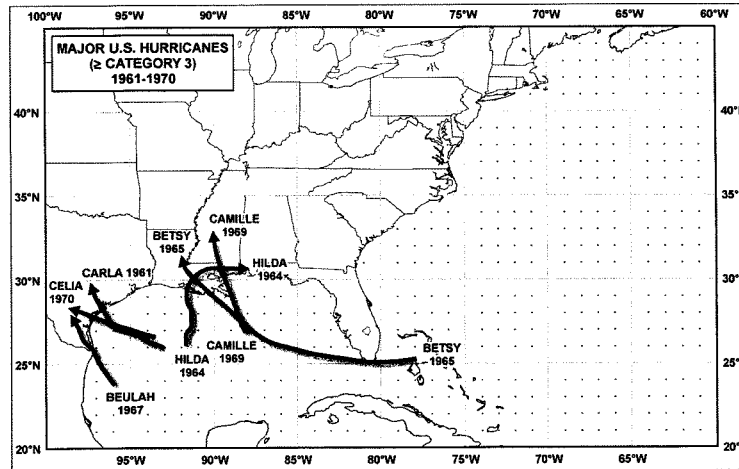 100°W 95°W 90°W 85°W 80°W 75°W 70°W 65°W 60°W
MAJOR U.S. HURRICANES
(≥ CATEGORY 3)
1961-1970
40°N
40°N
35°N
35°N
CAMILLE
1969
BETSY
1965
HILDA
1964
30°N
30°N
CARLA 1961
CELIA
1970
HILDA
1964
CAMILLE
1969
BETSY
1965
25°N
25°N
BEULAH
1967
20°N
20°N
95°W 90°W 85°W 80°W 75°W 70°W 65°W